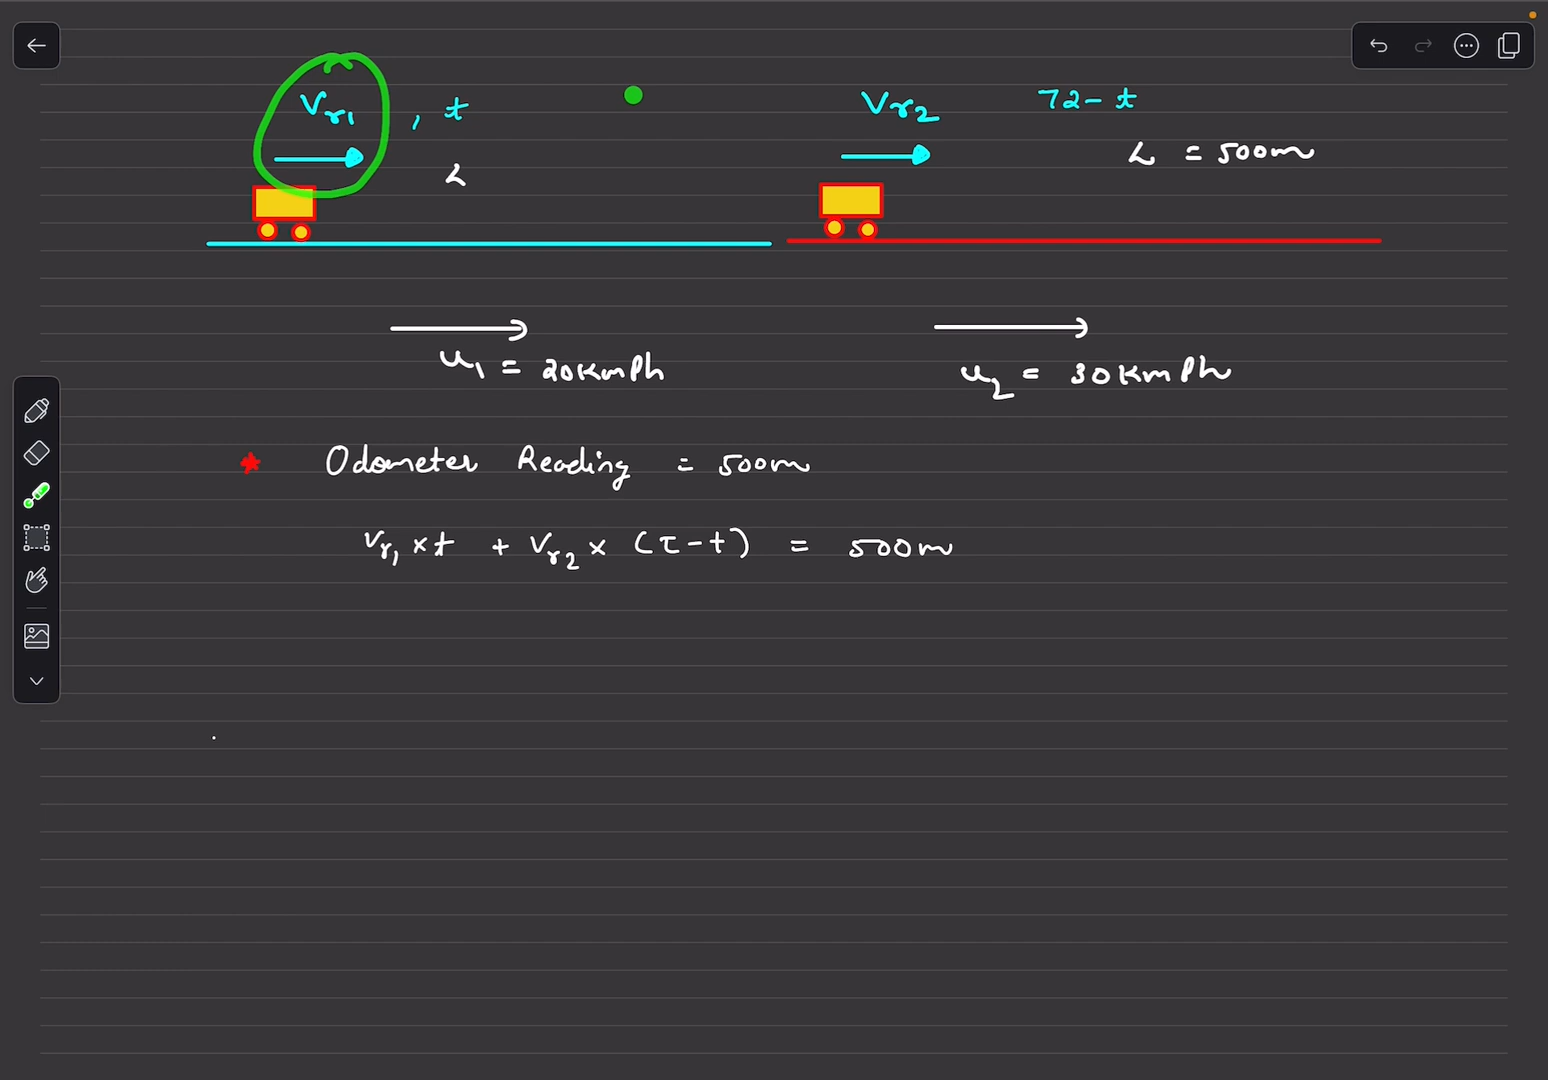 Vr1 , t Vr2 72-t
L L = 500m
u1 = 20KmPh u2 = 30KmPh
* Odometer Reading = 500m
Vr1 × t + Vr2 × (τ-t) = 500m